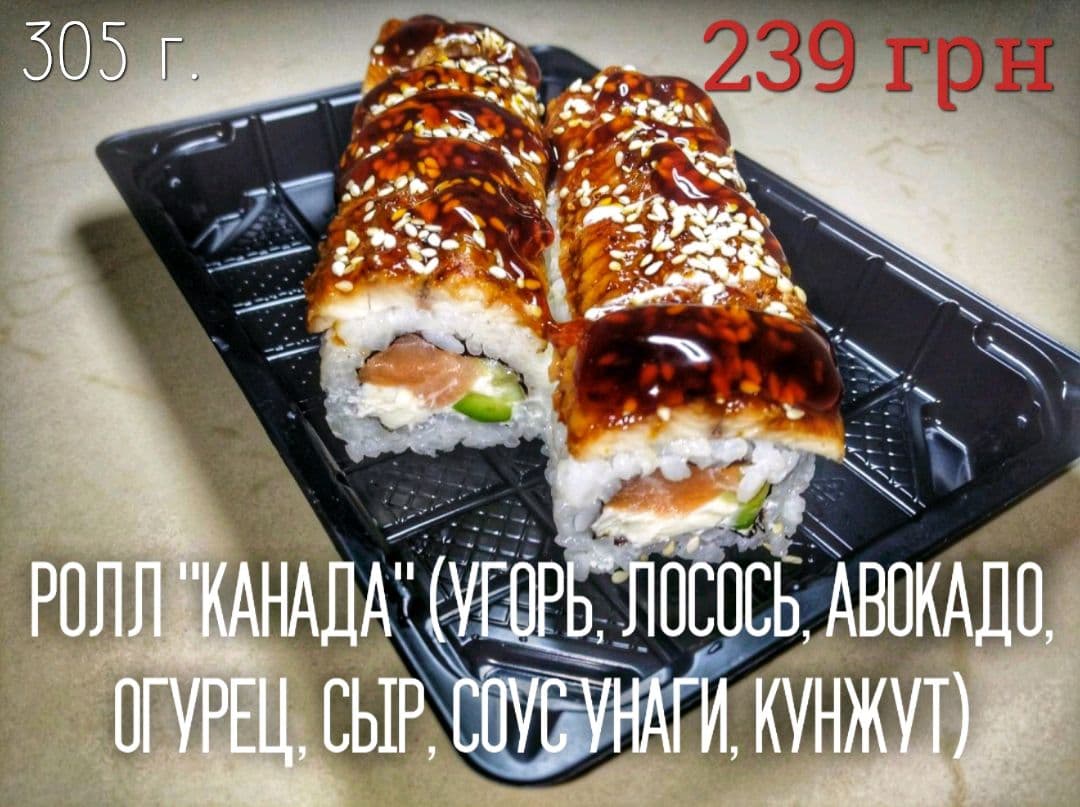 305 г.
239 грн
РОЛЛ "КАНАДА" (УГОРЬ, ЛОСОСЬ, АВОКАДО,
ОГУРЕЦ, СЫР, СОУС УНАГИ, КУНЖУТ)